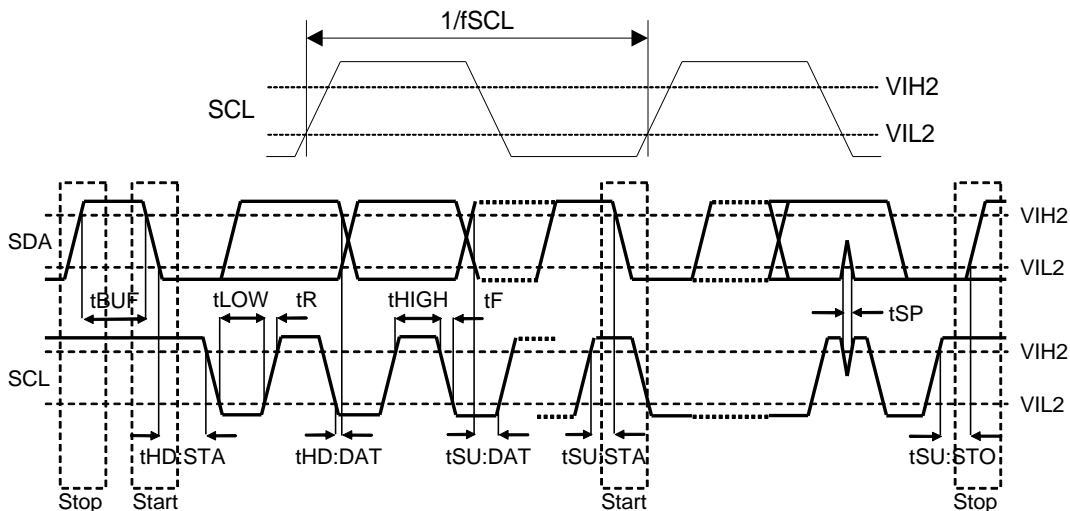 1/fSCL
SCL
VIH2
VIL2
SDA
VIH2
VIL2
tBUF
tLOW
tR
tHIGH
tF
tSP
SCL
VIH2
VIL2
tHD:STA
tHD:DAT
tSU:DAT
tSU:STA
tSU:STO
Stop
Start
Start
Stop